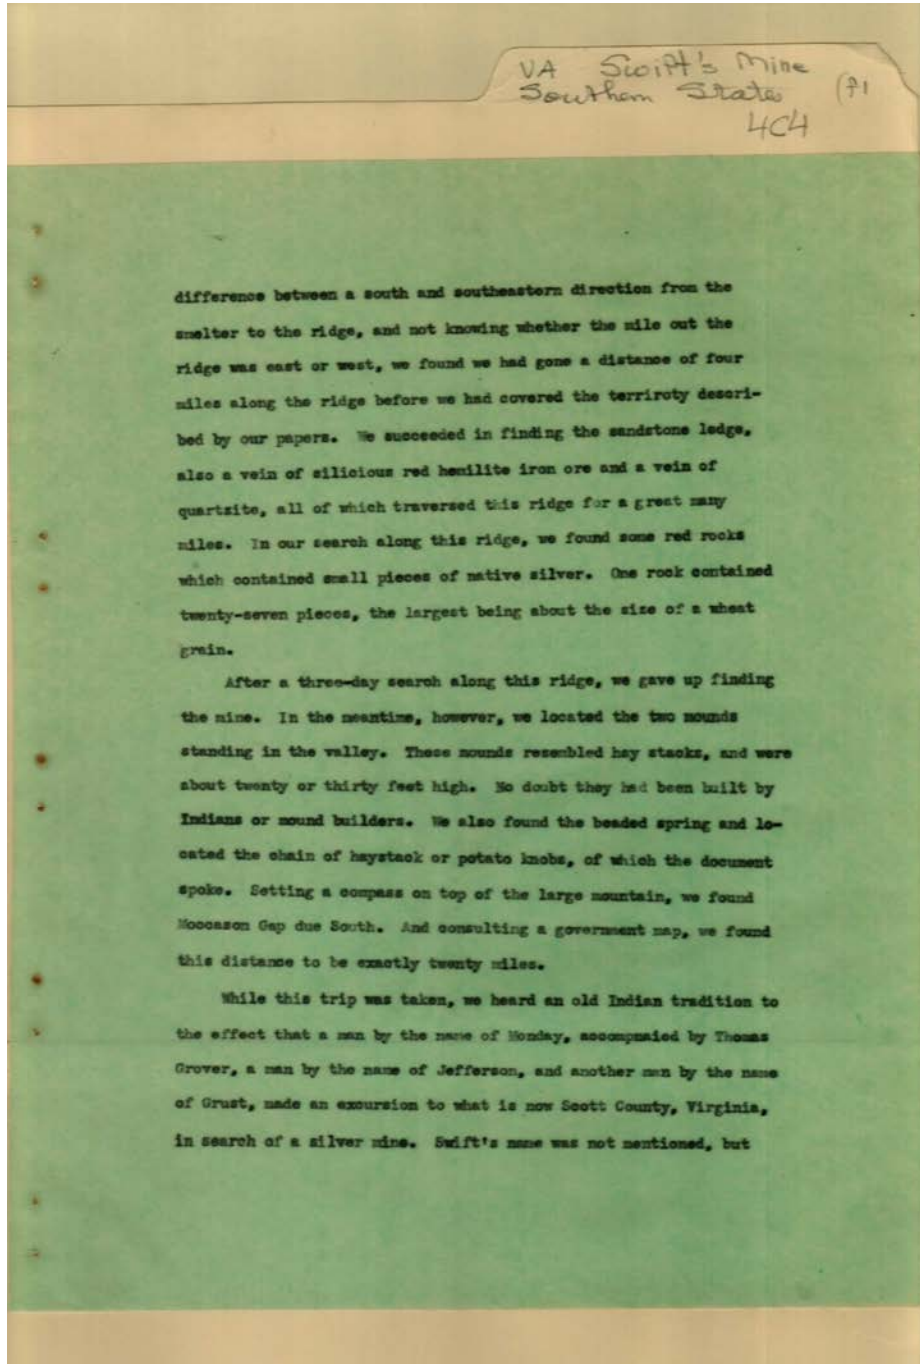 VA Swift's Mine
Southern States
4C4
difference between a south and southeastern direction from the
smelter to the ridge, and not knowing whether the mile out the
ridge was east or west, we found we had gone a distance of four
miles along the ridge before we had covered the terriroty descri-
bed by our papers. We succeeded in finding the sandstone ledge,
also a vein of silicious red hemilite iron ore and a vein of
quartsite, all of which traversed this ridge for a great many
miles. In our search along this ridge, we found some red rocks
which contained small pieces of native silver. One rock contained
twenty-seven pieces, the largest being about the size of a wheat
grain.
After a three-day search along this ridge, we gave up finding
the mine. In the meantime, however, we located the two mounds
standing in the valley. These mounds resembled hay stacks, and were
about twenty or thirty feet high. No doubt they had been built by
Indians or mound builders. We also found the beaded spring and lo-
cated the chain of haystack or potato knobs, of which the document
spoke. Setting a compass on top of the large mountain, we found
Moccason Gap due South. And consulting a government map, we found
this distance to be exactly twenty miles.
While this trip was taken, we heard an old Indian tradition to
the effect that a man by the name of Monday, accompnaied by Thomas
Grover, a man by the name of Jefferson, and another man by the name
of Grust, made an excursion to what is now Scott County, Virginia,
in search of a silver mine. Swift's name was not mentioned, but